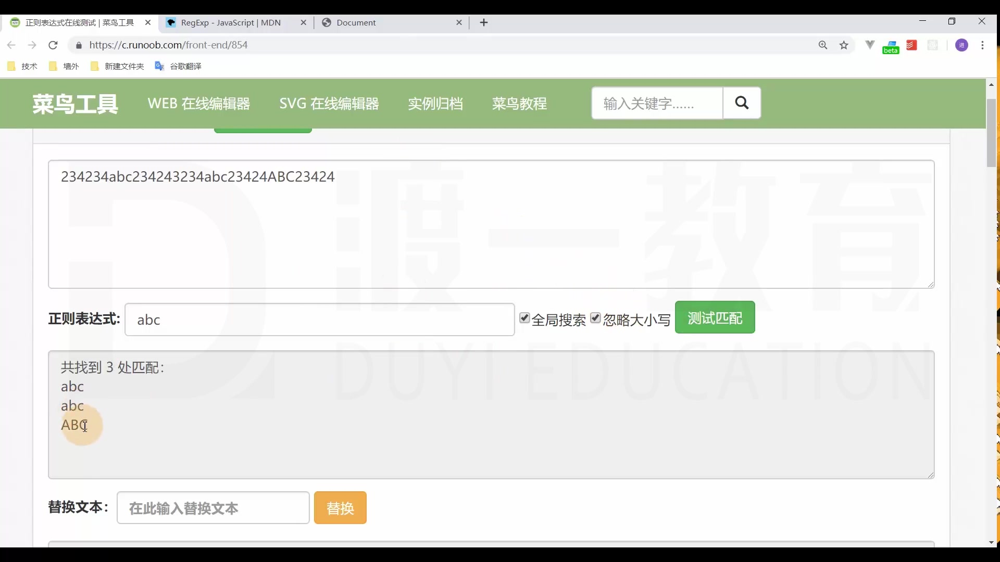 正则表达式在线测试 | 菜鸟工具
RegExp - JavaScript | MDN
Document
https://c.runoob.com/front-end/854
beta
进
技术
墙外
新建文件夹
谷歌翻译
菜鸟工具
WEB 在线编辑器
SVG 在线编辑器
实例归档
菜鸟教程
输入关键字......
234234abc234243234abc23424ABC23424
渡一教育
正则表达式:
abc
全局搜索
忽略大小写
测试匹配
DUYI EDUCATION
共找到 3 处匹配：
abc
abc
ABC
替换文本：
在此输入替换文本
替换